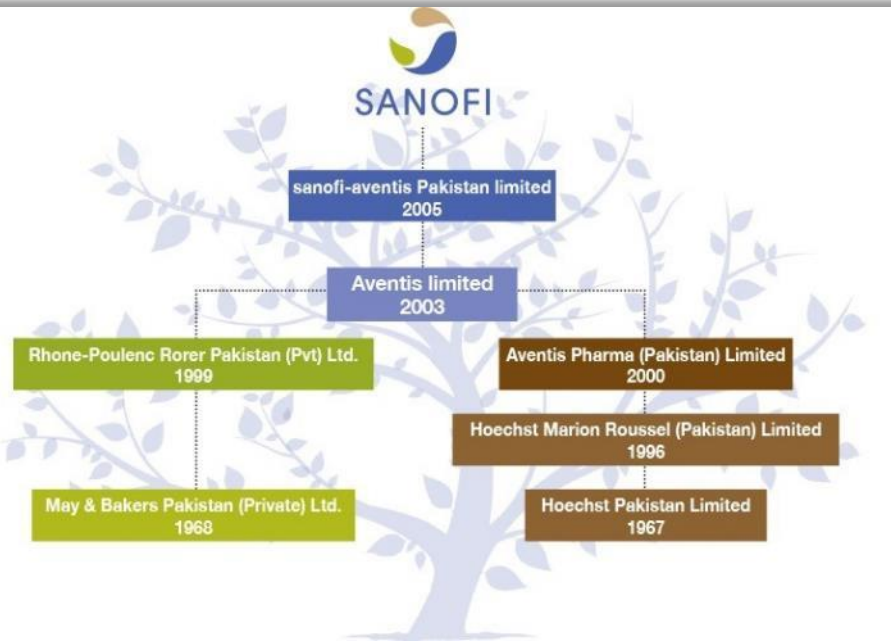 SANOFI
sanofi-aventis Pakistan limited
2005
Aventis limited
2003
Rhone-Poulenc Rorer Pakistan (Pvt) Ltd.
1999
Aventis Pharma (Pakistan) Limited
2000
Hoechst Marion Roussel (Pakistan) Limited
1996
May & Bakers Pakistan (Private) Ltd.
1968
Hoechst Pakistan Limited
1967